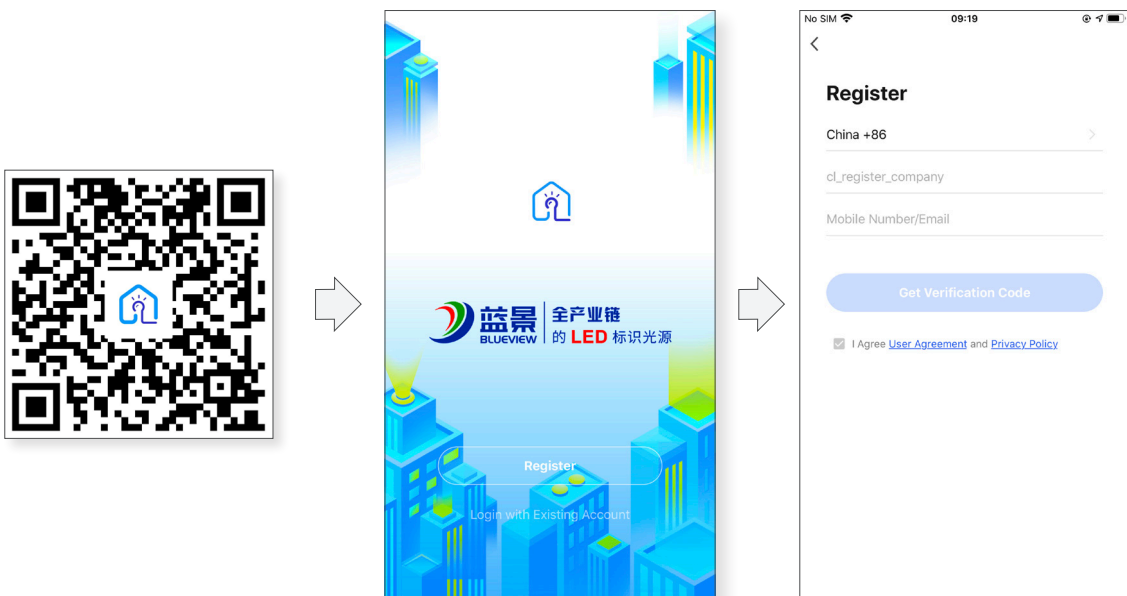 益景
BLUEVIEW
全产业链
的 LED 标识光源
Register
Login with Existing Account
No SIM
09:19
Register
China +86
cl_register_company
Mobile Number/Email
Get Verification Code
I Agree User Agreement and Privacy Policy